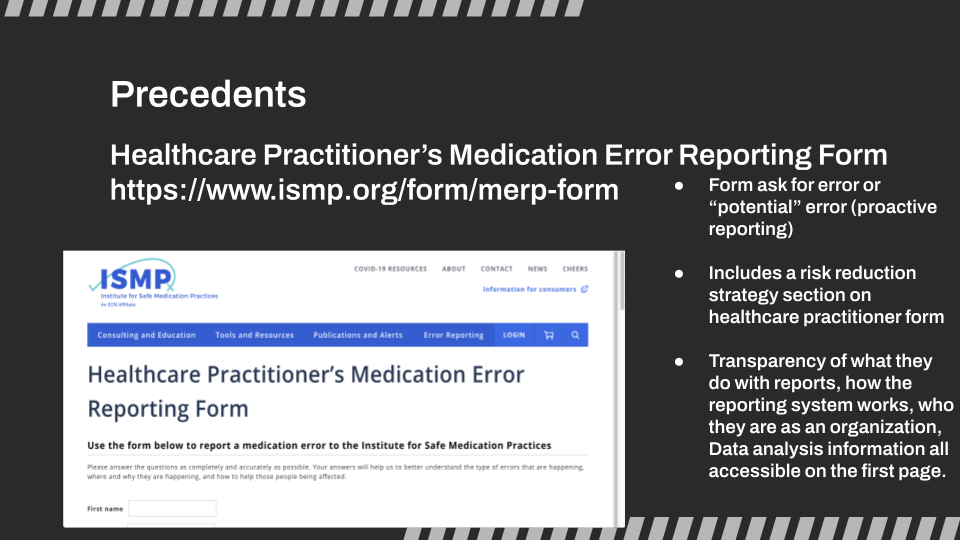 Precedents
Healthcare Practitioner’s Medication Error Reporting Form
https://www.ismp.org/form/merp-form
● Form ask for error or
“potential” error (proactive
reporting)
● Includes a risk reduction
strategy section on
healthcare practitioner form
● Transparency of what they
do with reports, how the
reporting system works, who
they are as an organization,
Data analysis information all
accessible on the first page.
ISMP
Institute for Safe Medication Practices
An ECRI Affiliate
COVID-19 RESOURCES ABOUT CONTACT NEWS CHEERS
Information for consumers
Consulting and Education Tools and Resources Publications and Alerts Error Reporting LOGIN
Healthcare Practitioner’s Medication Error
Reporting Form
Use the form below to report a medication error to the Institute for Safe Medication Practices
Please answer the questions as completely and accurately as possible. Your answers will help us to better understand the type of errors that are happening,
where and why they are happening, and how to help those people being affected.
First name